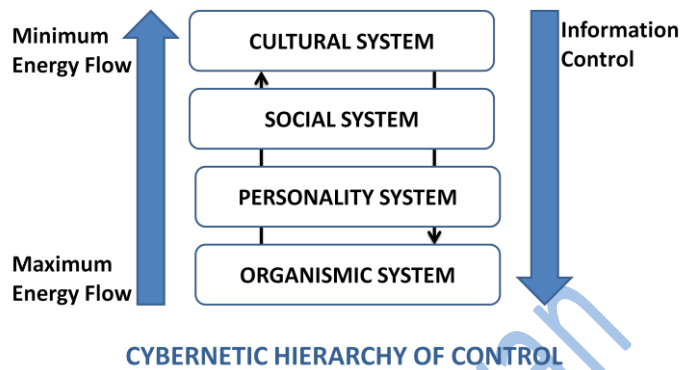 Minimum
Energy Flow
CULTURAL SYSTEM
Information
Control
SOCIAL SYSTEM
PERSONALITY SYSTEM
Maximum
Energy Flow
ORGANISMIC SYSTEM
CYBERNETIC HIERARCHY OF CONTROL